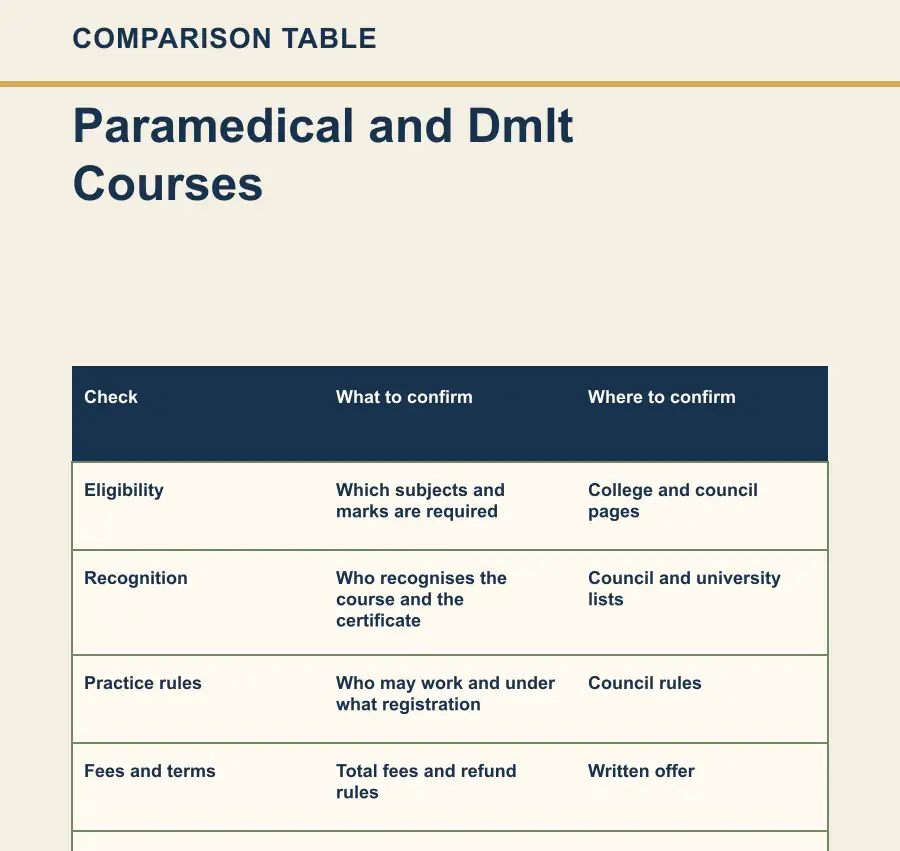 COMPARISON TABLE
Paramedical and Dmlt
Courses
Check
What to confirm
Where to confirm
Eligibility
Which subjects and
marks are required
College and council
pages
Recognition
Who recognises the
course and the
certificate
Council and university
lists
Practice rules
Who may work and under
what registration
Council rules
Fees and terms
Total fees and refund
rules
Written offer